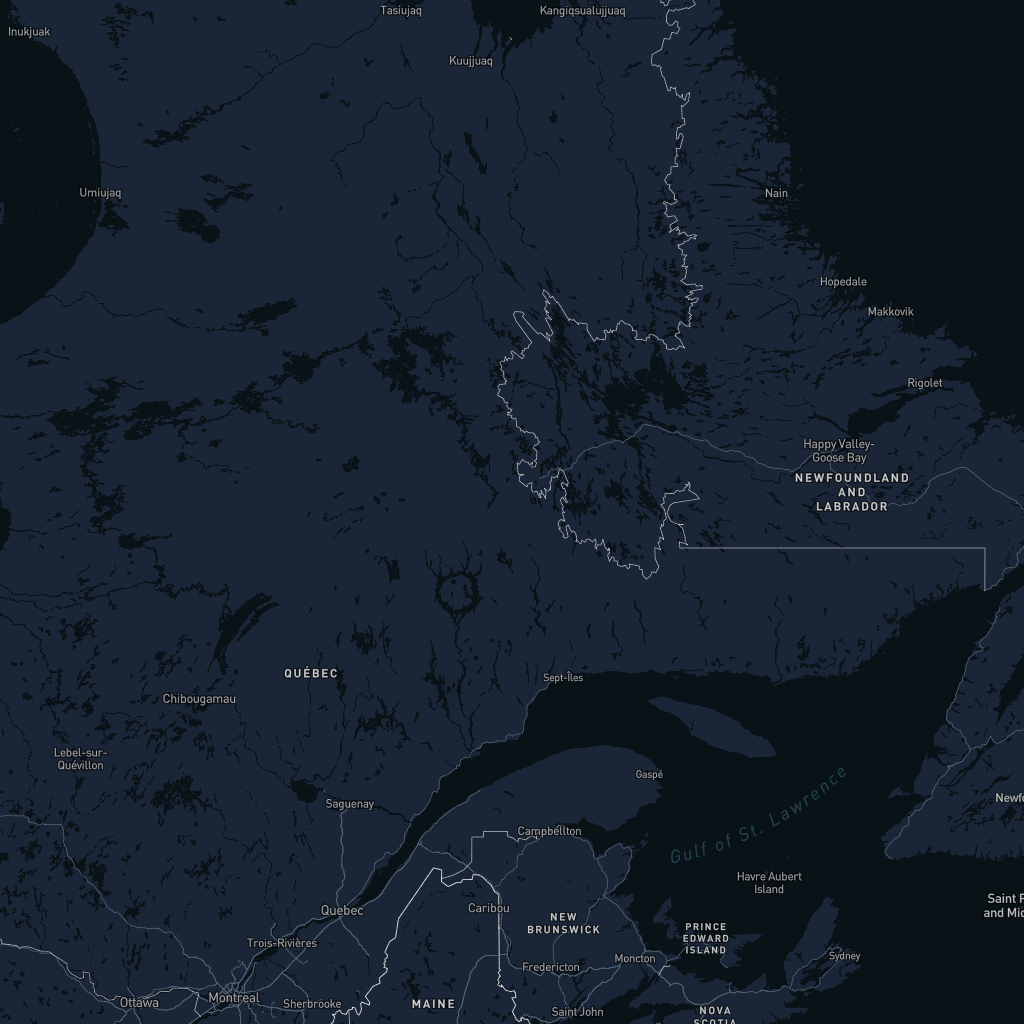 Tasiujaq
Kangiqsualujjuaq
Inukjuak
Kuujjuaq
Umiujaq
Nain
Hopedale
Makkovik
Rigolet
Happy Valley-
Goose Bay
NEWFOUNDLAND
AND
LABRADOR
QUÉBEC
Sept-Îles
Chibougamau
Lebel-sur-
Quévillon
Gaspé
Saguenay
Newfo
Campbellton
Gulf of St. Lawrence
Havre Aubert
Island
Saint P
and Mic
Quebec
Caribou
NEW
BRUNSWICK
PRINCE
EDWARD
ISLAND
Trois-Rivières
Moncton
Sydney
Fredericton
Ottawa
Montreal
Sherbrooke
MAINE
Saint John
NOVA
SCOTIA